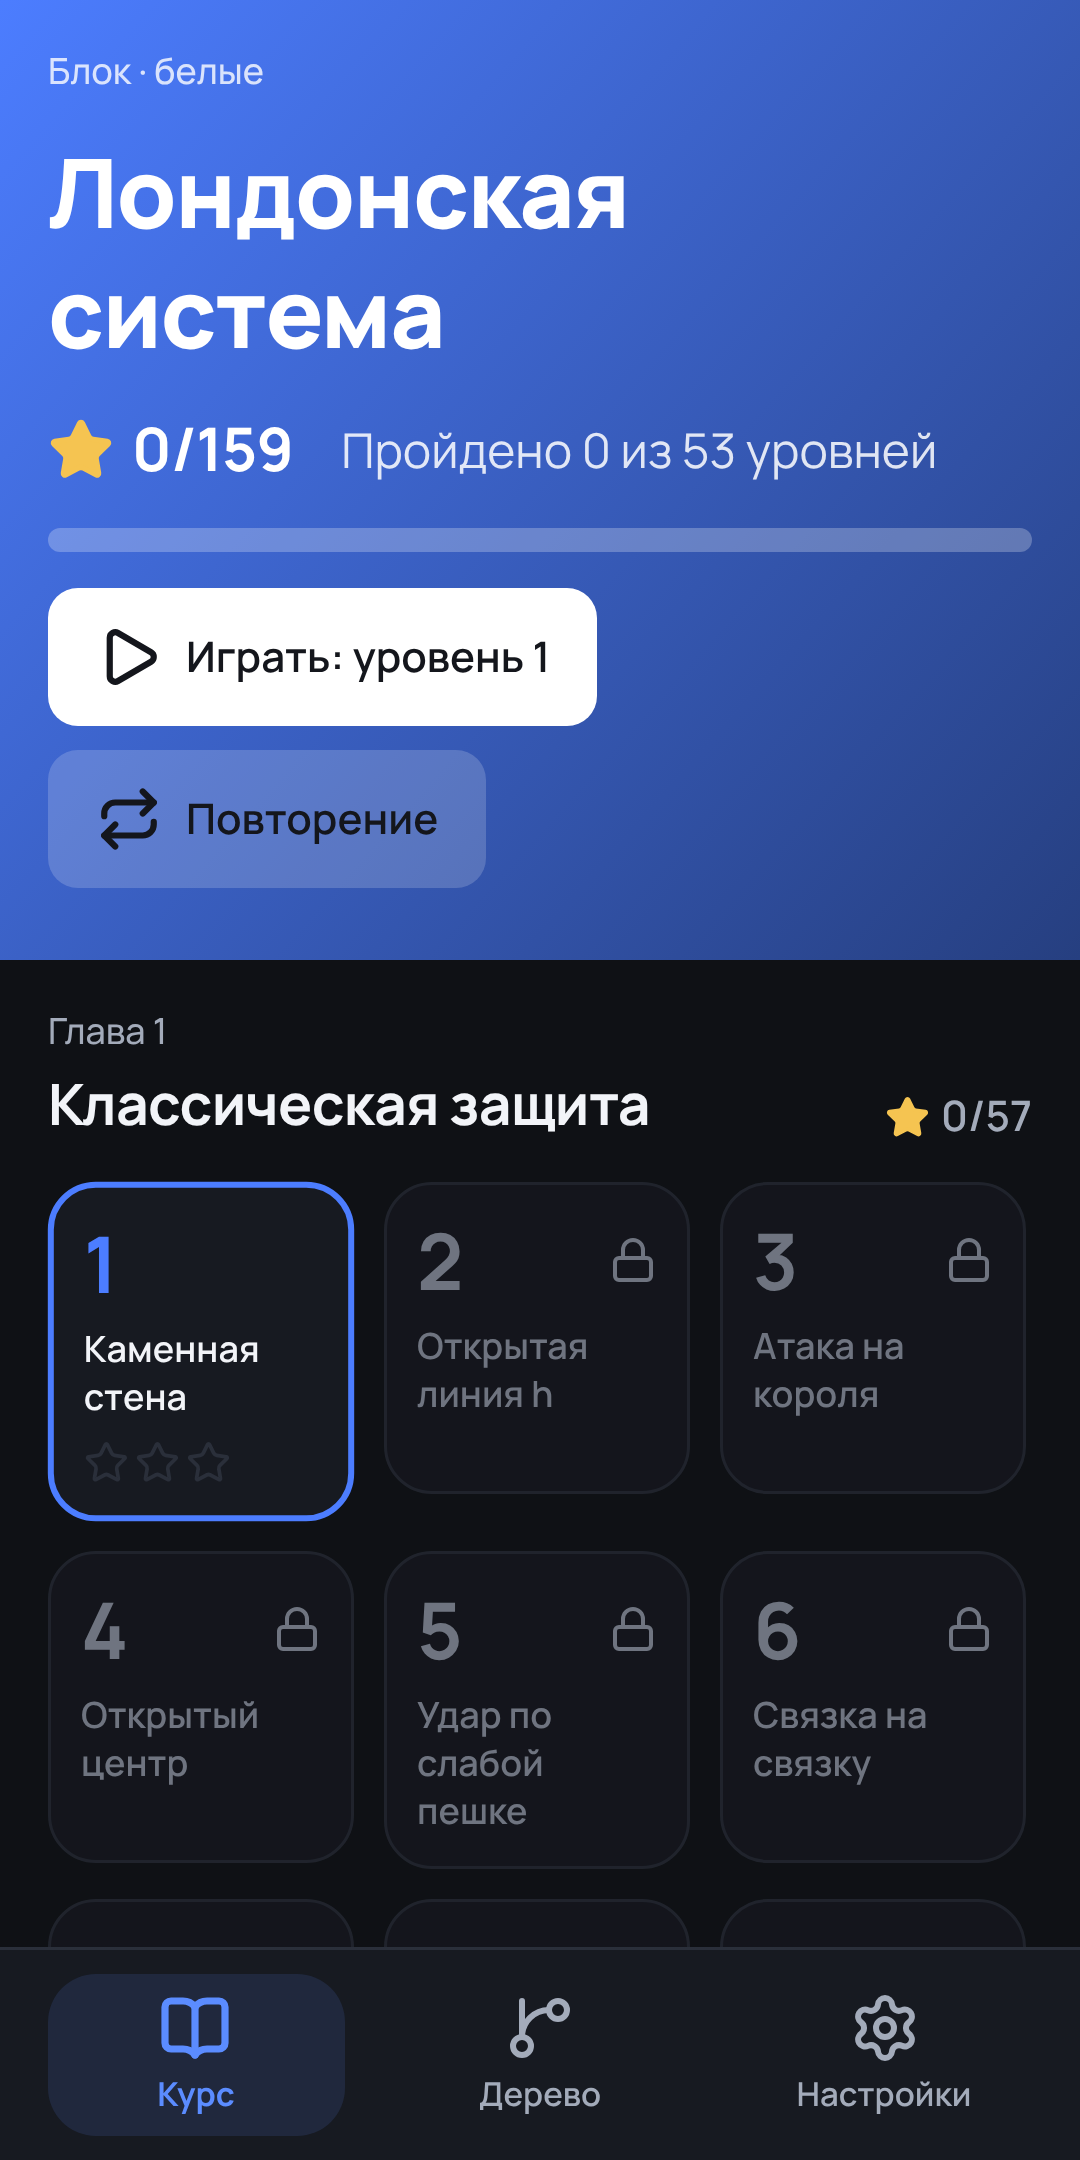 Блок · белые
Лондонская
система
0/159 Пройдено 0 из 53 уровней
Играть: уровень 1
Повторение
Глава 1
Классическая защита
0/57
1
Каменная
стена
2
Открытая
линия h
3
Атака на
короля
4
Открытый
центр
5
Удар по
слабой
пешке
6
Связка на
связку
Курс
Дерево
Настройки